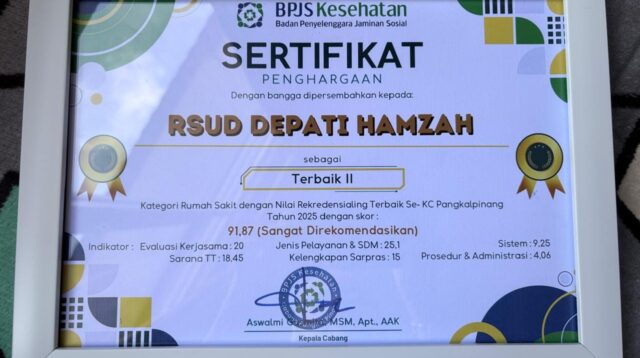 BPJS Kesehatan
Badan Penyelenggara Jaminan Sosial
SERTIFIKAT
PENGHARGAAN
Dengan bangga dipersembahkan kepada:
RSUD DEPATI HAMZAH
sebagai
Terbaik II
Kategori Rumah Sakit dengan Nilai Rekredensialing Terbaik Se- KC Pangkalpinang
Tahun 2025 dengan skor :
91,87 (Sangat Direkomendasikan)
Indikator : Evaluasi Kerjasama : 20 Jenis Pelayanan & SDM : 25,1 Sistem : 9,25
Sarana TT : 18,45 Kelengkapan Sarpras : 15 Prosedur & Administrasi : 4,06
BPJS Kesehatan
Aswalmi MSM, Apt., AAK
Kepala Cabang